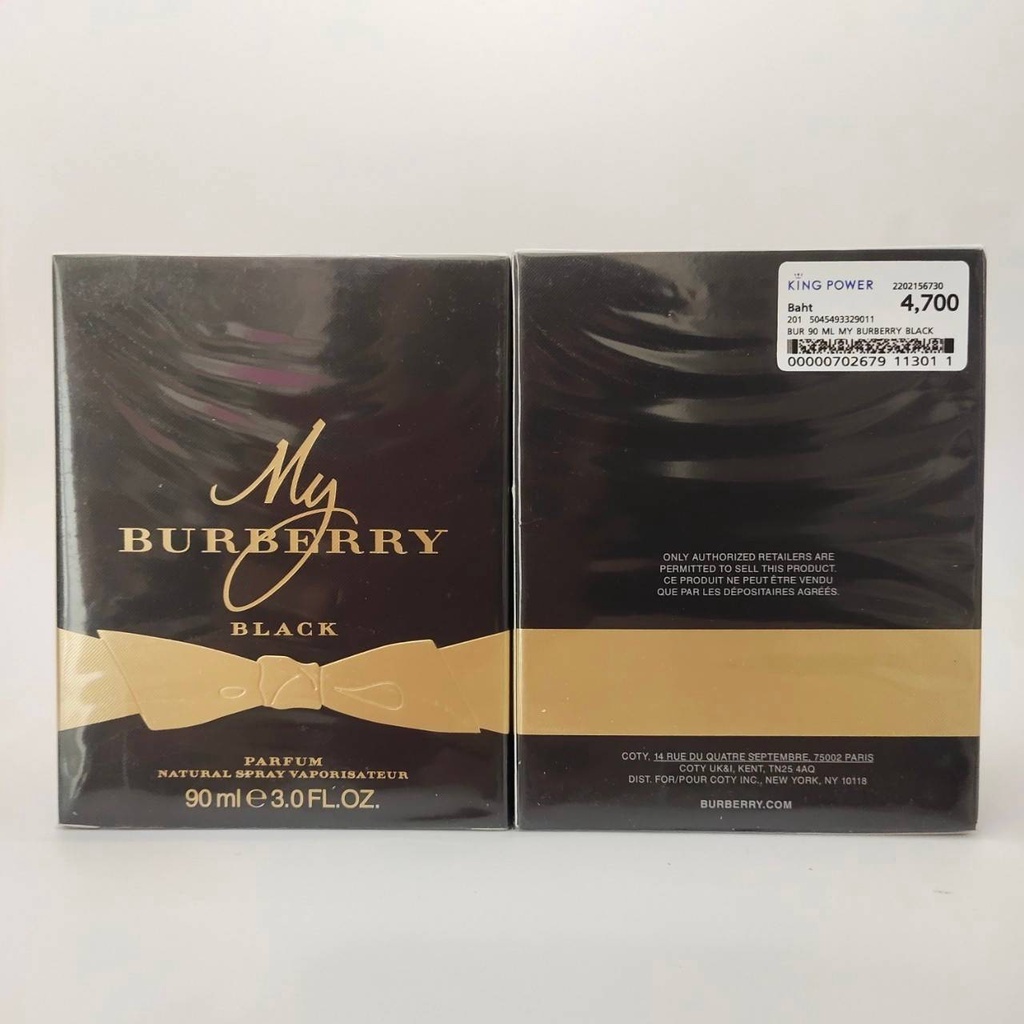 My
BURBERRY
BLACK
PARFUM
NATURAL SPRAY VAPORISATEUR
90 ml ℮ 3.0 FL.OZ.
KING POWER 2202156730
Baht 4,700
201 5045493329011
BUR 90 ML MY BURBERRY BLACK
00000702679 11301 1
ONLY AUTHORIZED RETAILERS ARE
PERMITTED TO SELL THIS PRODUCT.
CE PRODUIT NE PEUT ÊTRE VENDU
QUE PAR LES DÉPOSITAIRES AGRÉÉS.
COTY, 14 RUE DU QUATRE SEPTEMBRE, 75002 PARIS
COTY UK&I, KENT, TN25 4AQ
DIST. FOR/POUR COTY INC., NEW YORK, NY 10118
BURBERRY.COM